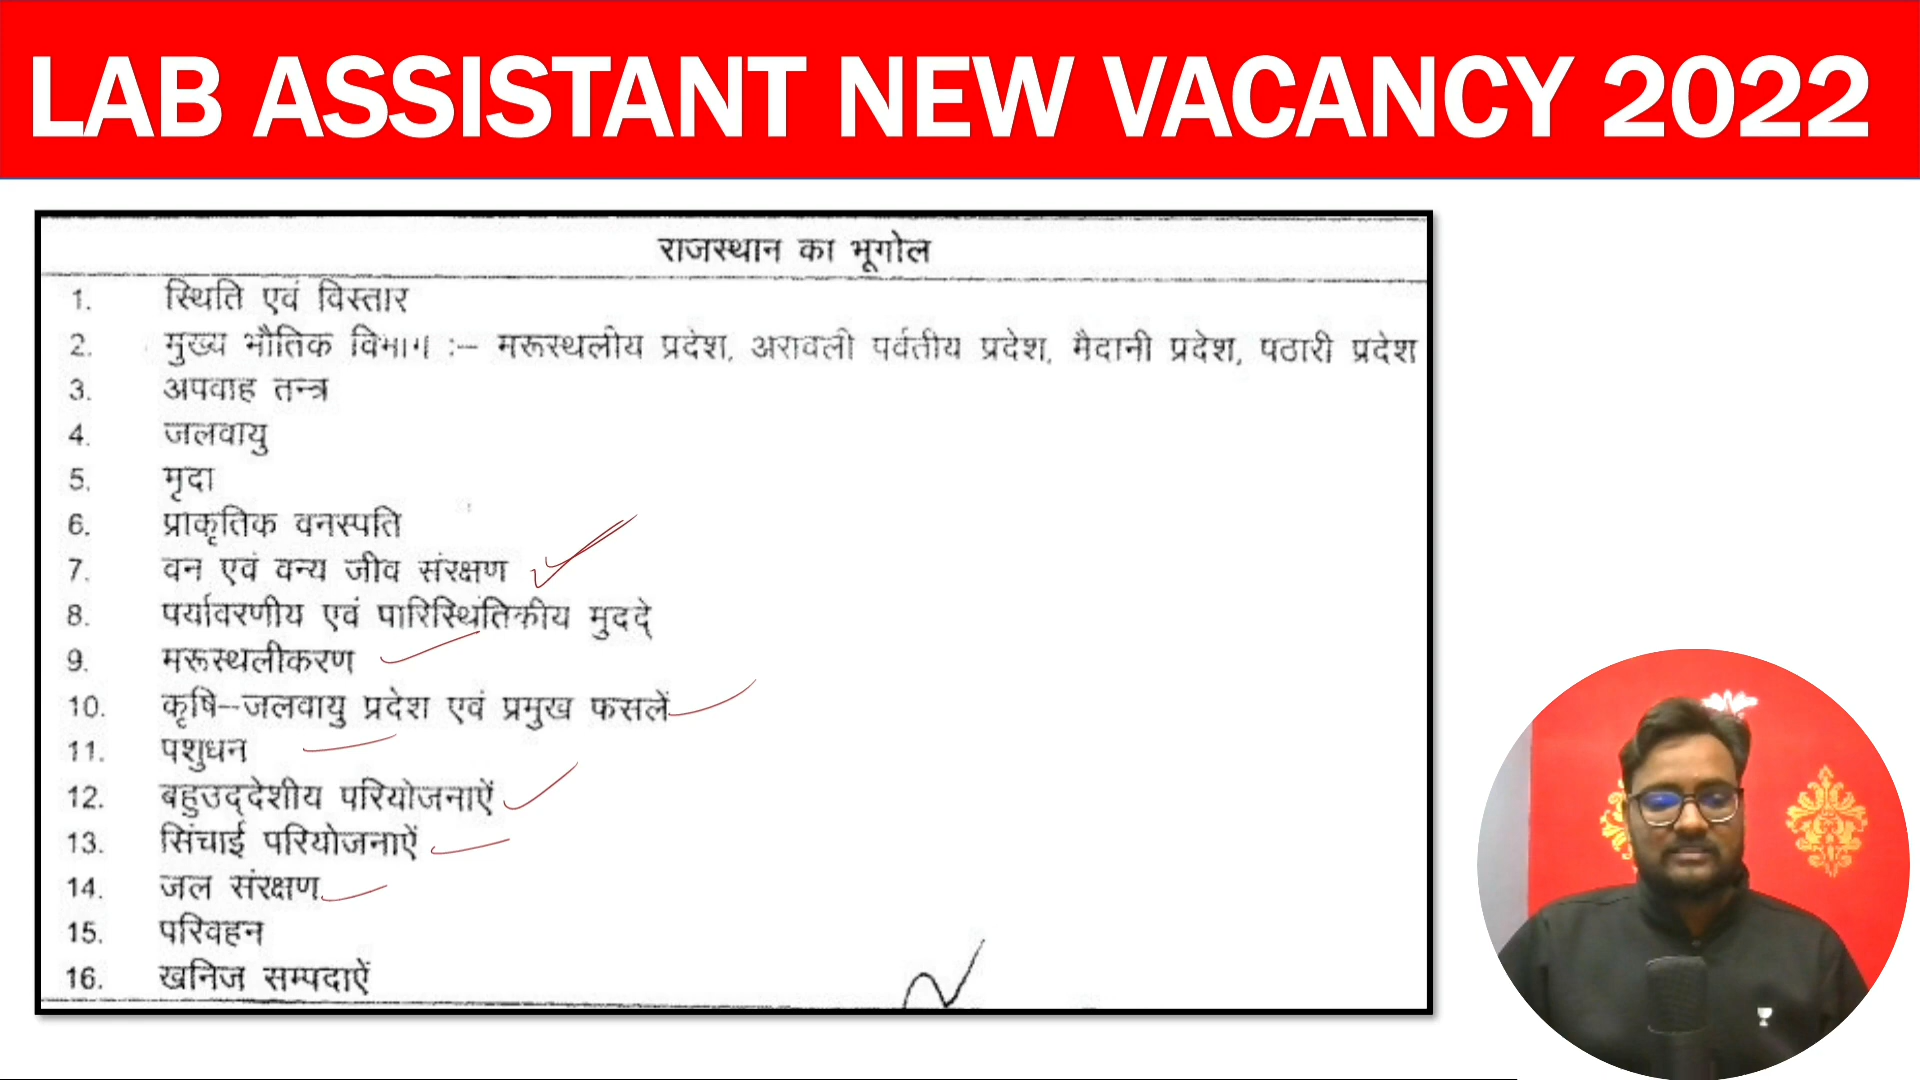 LAB ASSISTANT NEW VACANCY 2022
राजस्थान का भूगोल
1. स्थिति एवं विस्तार
2. मुख्य भौतिक विभाग :– मरूस्थलीय प्रदेश, अरावली पर्वतीय प्रदेश, मैदानी प्रदेश, पठारी प्रदेश
3. अपवाह तन्त्र
4. जलवायु
5. मृदा
6. प्राकृतिक वनस्पति
7. वन एवं वन्य जीव संरक्षण
8. पर्यावरणीय एवं पारिस्थितिकीय मुददे्
9. मरूस्थलीकरण
10. कृषि–जलवायु प्रदेश एवं प्रमुख फसलें
11. पशुधन
12. बहुउद्देशीय परियोजनाऐं
13. सिंचाई परियोजनाऐं
14. जल संरक्षण
15. परिवहन
16. खनिज सम्पदाऐं